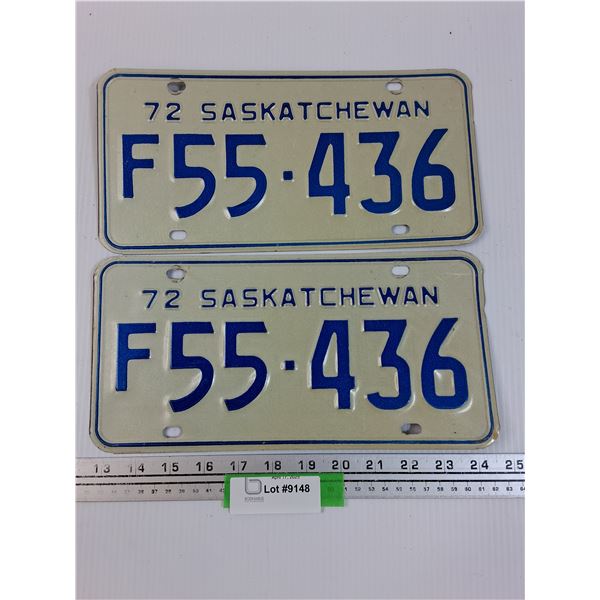 72 SASKATCHEWAN
F55·436
72 SASKATCHEWAN
F55·436
13 14 15 16 17 18 19 20 21 22 23 24 25
Lot #9148